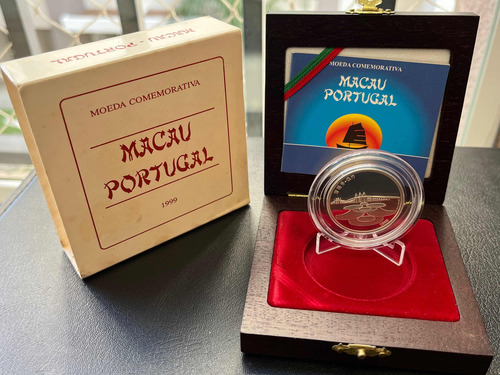 MACAU - PORTUGAL
MOEDA COMEMORATIVA
MACAU
PORTUGAL
1999
MOEDA COMEMORATIVA
MACAU
PORTUGAL